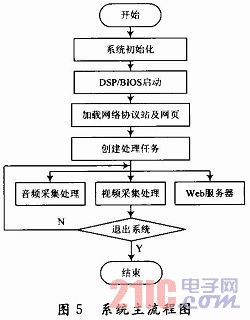 开始
系统初始化
DSP/BIOS启动
加载网络协议站及网页
创建处理任务
音频采集处理
视频采集处理
Web服务器
N
退出系统
Y
结束
21IC电子网
.com
图 5 系统主流程图